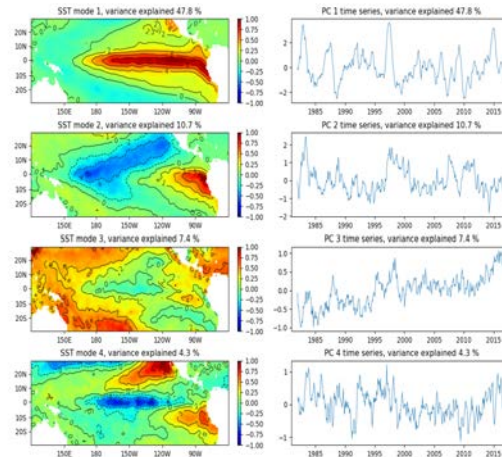 SST mode 1, variance explained 47.8 %
PC 1 time series, variance explained 47.8 %
20N
10N
0
10S
20S
150E 180 150W 120W 90W
1.00
0.75
0.50
0.25
0.00
−0.25
−0.50
−0.75
−1.00
2
0
−2
1985 1990 1995 2000 2005 2010 2015
SST mode 2, variance explained 10.7 %
PC 2 time series, variance explained 10.7 %
20N
10N
0
10S
20S
150E 180 150W 120W 90W
1.00
0.75
0.50
0.25
0.00
−0.25
−0.50
−0.75
−1.00
2
1
0
−1
−2
1985 1990 1995 2000 2005 2010 2015
SST mode 3, variance explained 7.4 %
PC 3 time series, variance explained 7.4 %
20N
10N
0
10S
20S
150E 180 150W 120W 90W
1.00
0.75
0.50
0.25
0.00
−0.25
−0.50
−0.75
−1.00
1.0
0.5
0.0
−0.5
−1.0
1985 1990 1995 2000 2005 2010 2015
SST mode 4, variance explained 4.3 %
PC 4 time series, variance explained 4.3 %
20N
10N
0
10S
20S
150E 180 150W 120W 90W
1.00
0.75
0.50
0.25
0.00
−0.25
−0.50
−0.75
−1.00
1
0
−1
1985 1990 1995 2000 2005 2010 2015